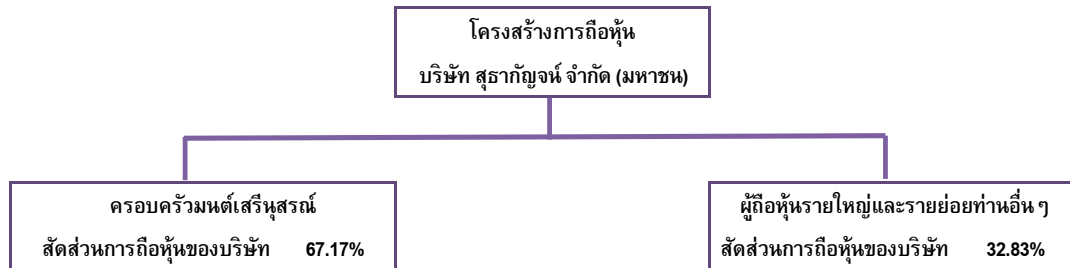 โครงสร้างการถือหุ้น
บริษัท สุธากัญจน์ จำกัด (มหาชน)
ครอบครัวมนต์เสรีนุสรณ์
สัดส่วนการถือหุ้นของบริษัท 67.17%
ผู้ถือหุ้นรายใหญ่และรายย่อยท่านอื่น ๆ
สัดส่วนการถือหุ้นของบริษัท 32.83%